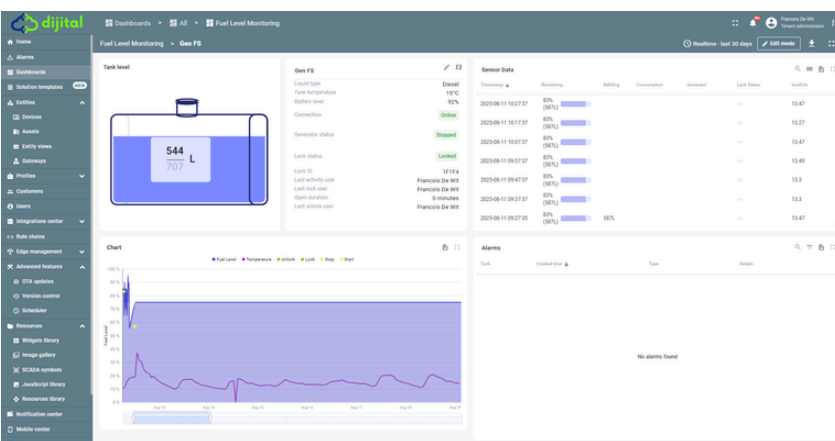 dijital
Dashboards > All > Fuel Level Monitoring
Francois De Wit
Tenant administrator
Home
Alarms
Dashboards
Solution templates NEW
Entities
Devices
Assets
Entity views
Gateways
Profiles
Customers
Users
Integrations center
Rule chains
Edge management
Advanced features
OTA updates
Version control
Scheduler
Resources
Widgets library
Image gallery
SCADA symbols
JavaScript library
Resources library
Notification center
Mobile center
Fuel Level Monitoring > Gen FS
Realtime - last 30 days
Edit mode
Tank level
544
707
L
Gen FS
Liquid type Diesel
Tank temperature 15°C
Battery level 92%
Connection Online
Generator status Stopped
Lock status Locked
Lock ID 1F1F4
Last activity user Francois De Wit
Last lock user Francois De Wit
Open duration 0 minutes
Last unlock user Francois De Wit
Sensor Data
Timestamp Remaining Refilling Consumption Generator Lock Status
2025-08-11 10:27:37 83% (587L) 13.47
2025-08-11 10:17:37 83% (587L) 13.27
2025-08-11 10:07:37 83% (587L) 13.47
2025-08-11 09:57:37 83% (587L) 13.49
2025-08-11 09:47:37 83% (587L) 13.3
2025-08-11 09:37:37 83% (587L) 13.3
2025-08-11 09:27:35 83% (587L) 587L 13.47
Chart
Fuel Level Temperature Unlock Lock Stop Start
Fuel Level
100 %
90 %
80 %
70 %
60 %
50 %
40 %
30 %
20 %
10 %
0 %
Alarms
Created time Type Details
No alarms found